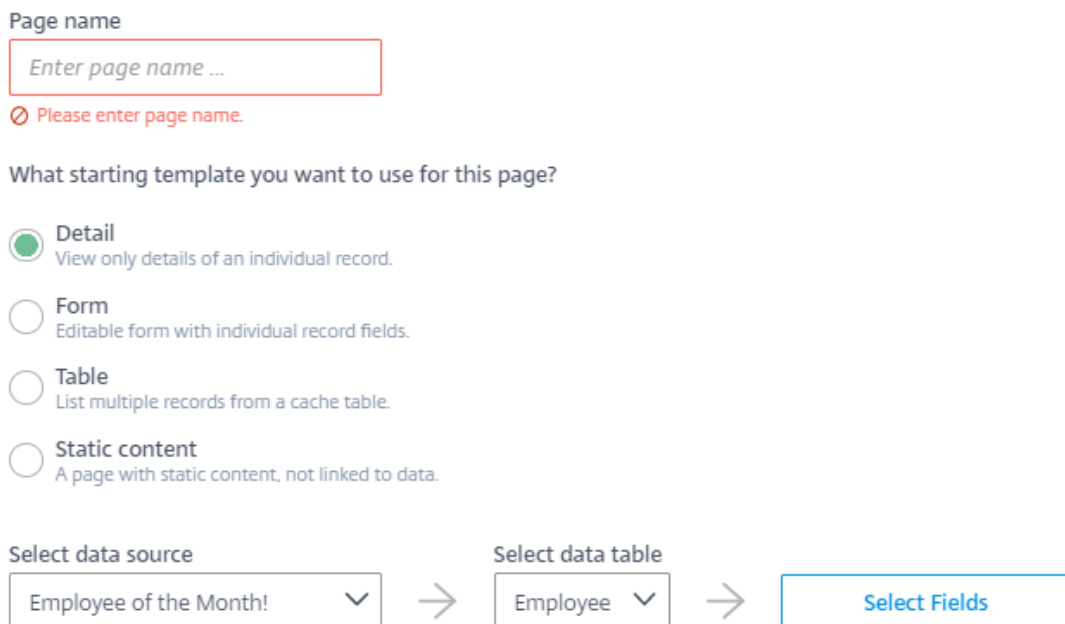 Page name
Enter page name ...
Please enter page name.
What starting template you want to use for this page?
Detail
View only details of an individual record.
Form
Editable form with individual record fields.
Table
List multiple records from a cache table.
Static content
A page with static content, not linked to data.
Select data source
Select data table
Employee of the Month!
Employee
Select Fields